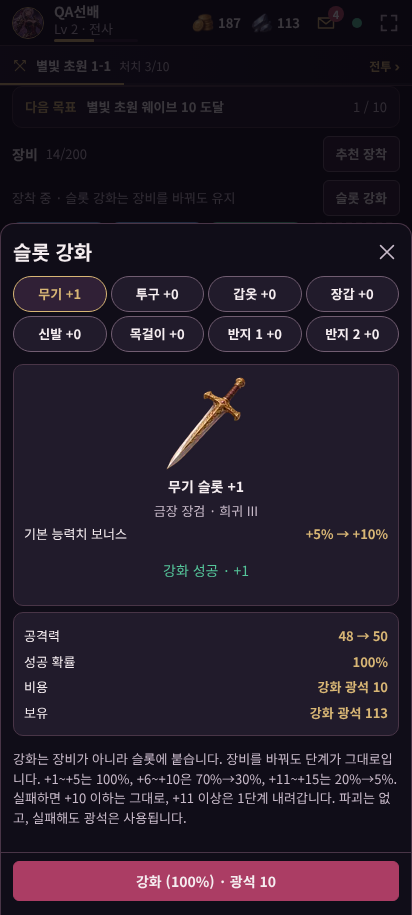 QA선배
Lv 2 · 전사
187
113
4
별빛 초원 1-1 처치 3/10
전투 ›
다음 목표 별빛 초원 웨이브 10 도달 1 / 10
장비 14/200
추천 장착
장착 중 · 슬롯 강화는 장비를 바꿔도 유지
슬롯 강화
슬롯 강화
무기 +1 투구 +0 갑옷 +0 장갑 +0
신발 +0 목걸이 +0 반지 1 +0 반지 2 +0
무기 슬롯 +1
금장 장검 · 희귀 III
기본 능력치 보너스 +5% → +10%
강화 성공 · +1
공격력 48 → 50
성공 확률 100%
비용 강화 광석 10
보유 강화 광석 113
강화는 장비가 아니라 슬롯에 붙습니다. 장비를 바꿔도 단계가 그대로입
니다. +1~+5는 100%, +6~+10은 70%→30%, +11~+15는 20%→5%.
실패하면 +10 이하는 그대로, +11 이상은 1단계 내려갑니다. 파괴는 없
고, 실패해도 광석은 사용됩니다.
강화 (100%) · 광석 10